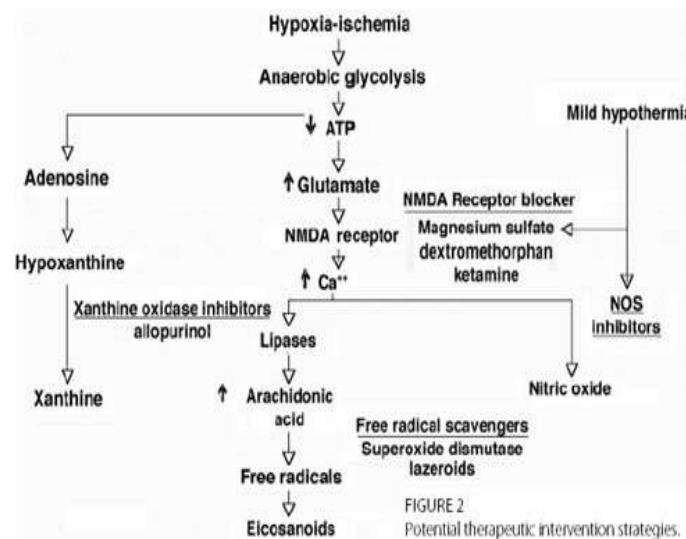 Hypoxia-ischemia
Anaerobic glycolysis
ATP
Mild hypothermia
Adenosine
Glutamate
NMDA Receptor blocker
Magnesium sulfate
NMDA receptor
dextromethorphan
Hypoxanthine
ketamine
Ca++
Xanthine oxidase inhibitors
allopurinol
NOS
inhibitors
Lipases
Xanthine
Arachidonic
acid
Nitric oxide
Free radical scavengers
Superoxide dismutase
lazeroids
Free radicals
Eicosanoids
FIGURE 2
Potential therapeutic intervention strategies.